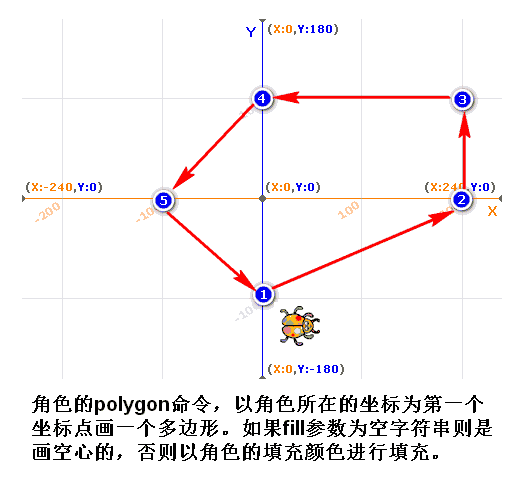 Y
(X:0,Y:180)
4
3
(X:-240,Y:0)
(X:0,Y:0)
(X:240,Y:0)
-200
-100
5
100
2
X
1
-100
(X:0,Y:-180)
角色的polygon命令，以角色所在的坐标为第一个
坐标点画一个多边形。如果fill参数为空字符串则是
画空心的，否则以角色的填充颜色进行填充。